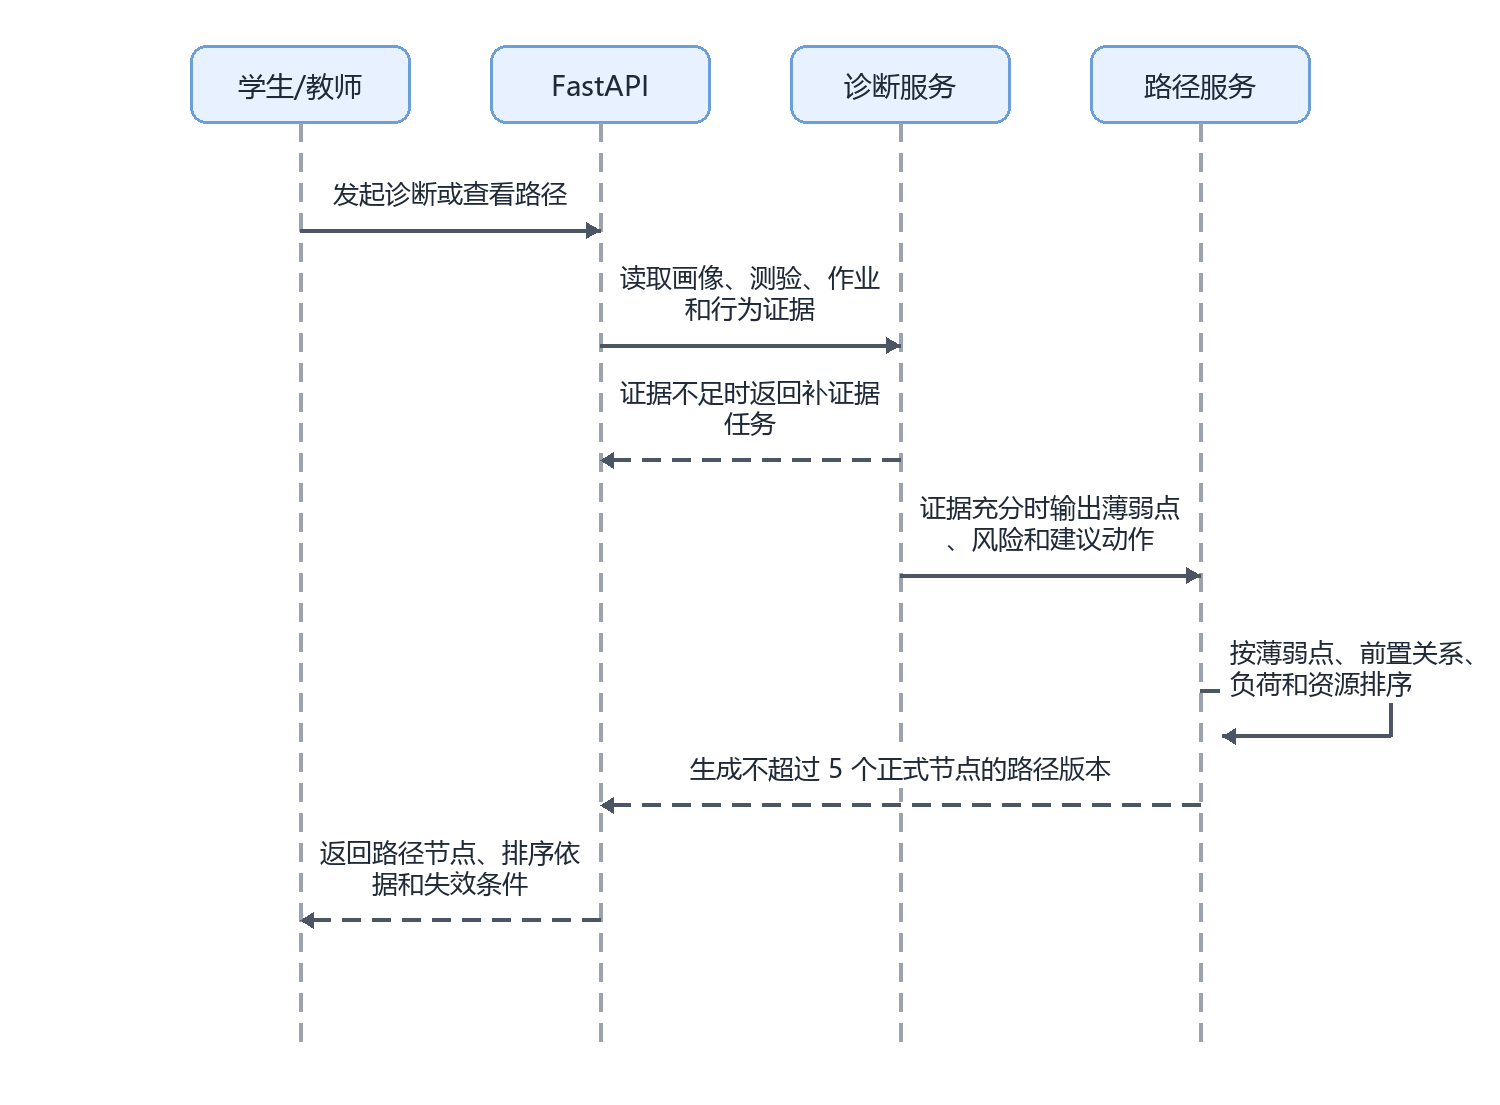 学生/教师
FastAPI
诊断服务
路径服务
发起诊断或查看路径
读取画像、测验、作业
和行为证据
证据不足时返回补证据
任务
证据充分时输出薄弱点
、风险和建议动作
按薄弱点、前置关系、
负荷和资源排序
生成不超过 5 个正式节点的路径版本
返回路径节点、排序依
据和失效条件